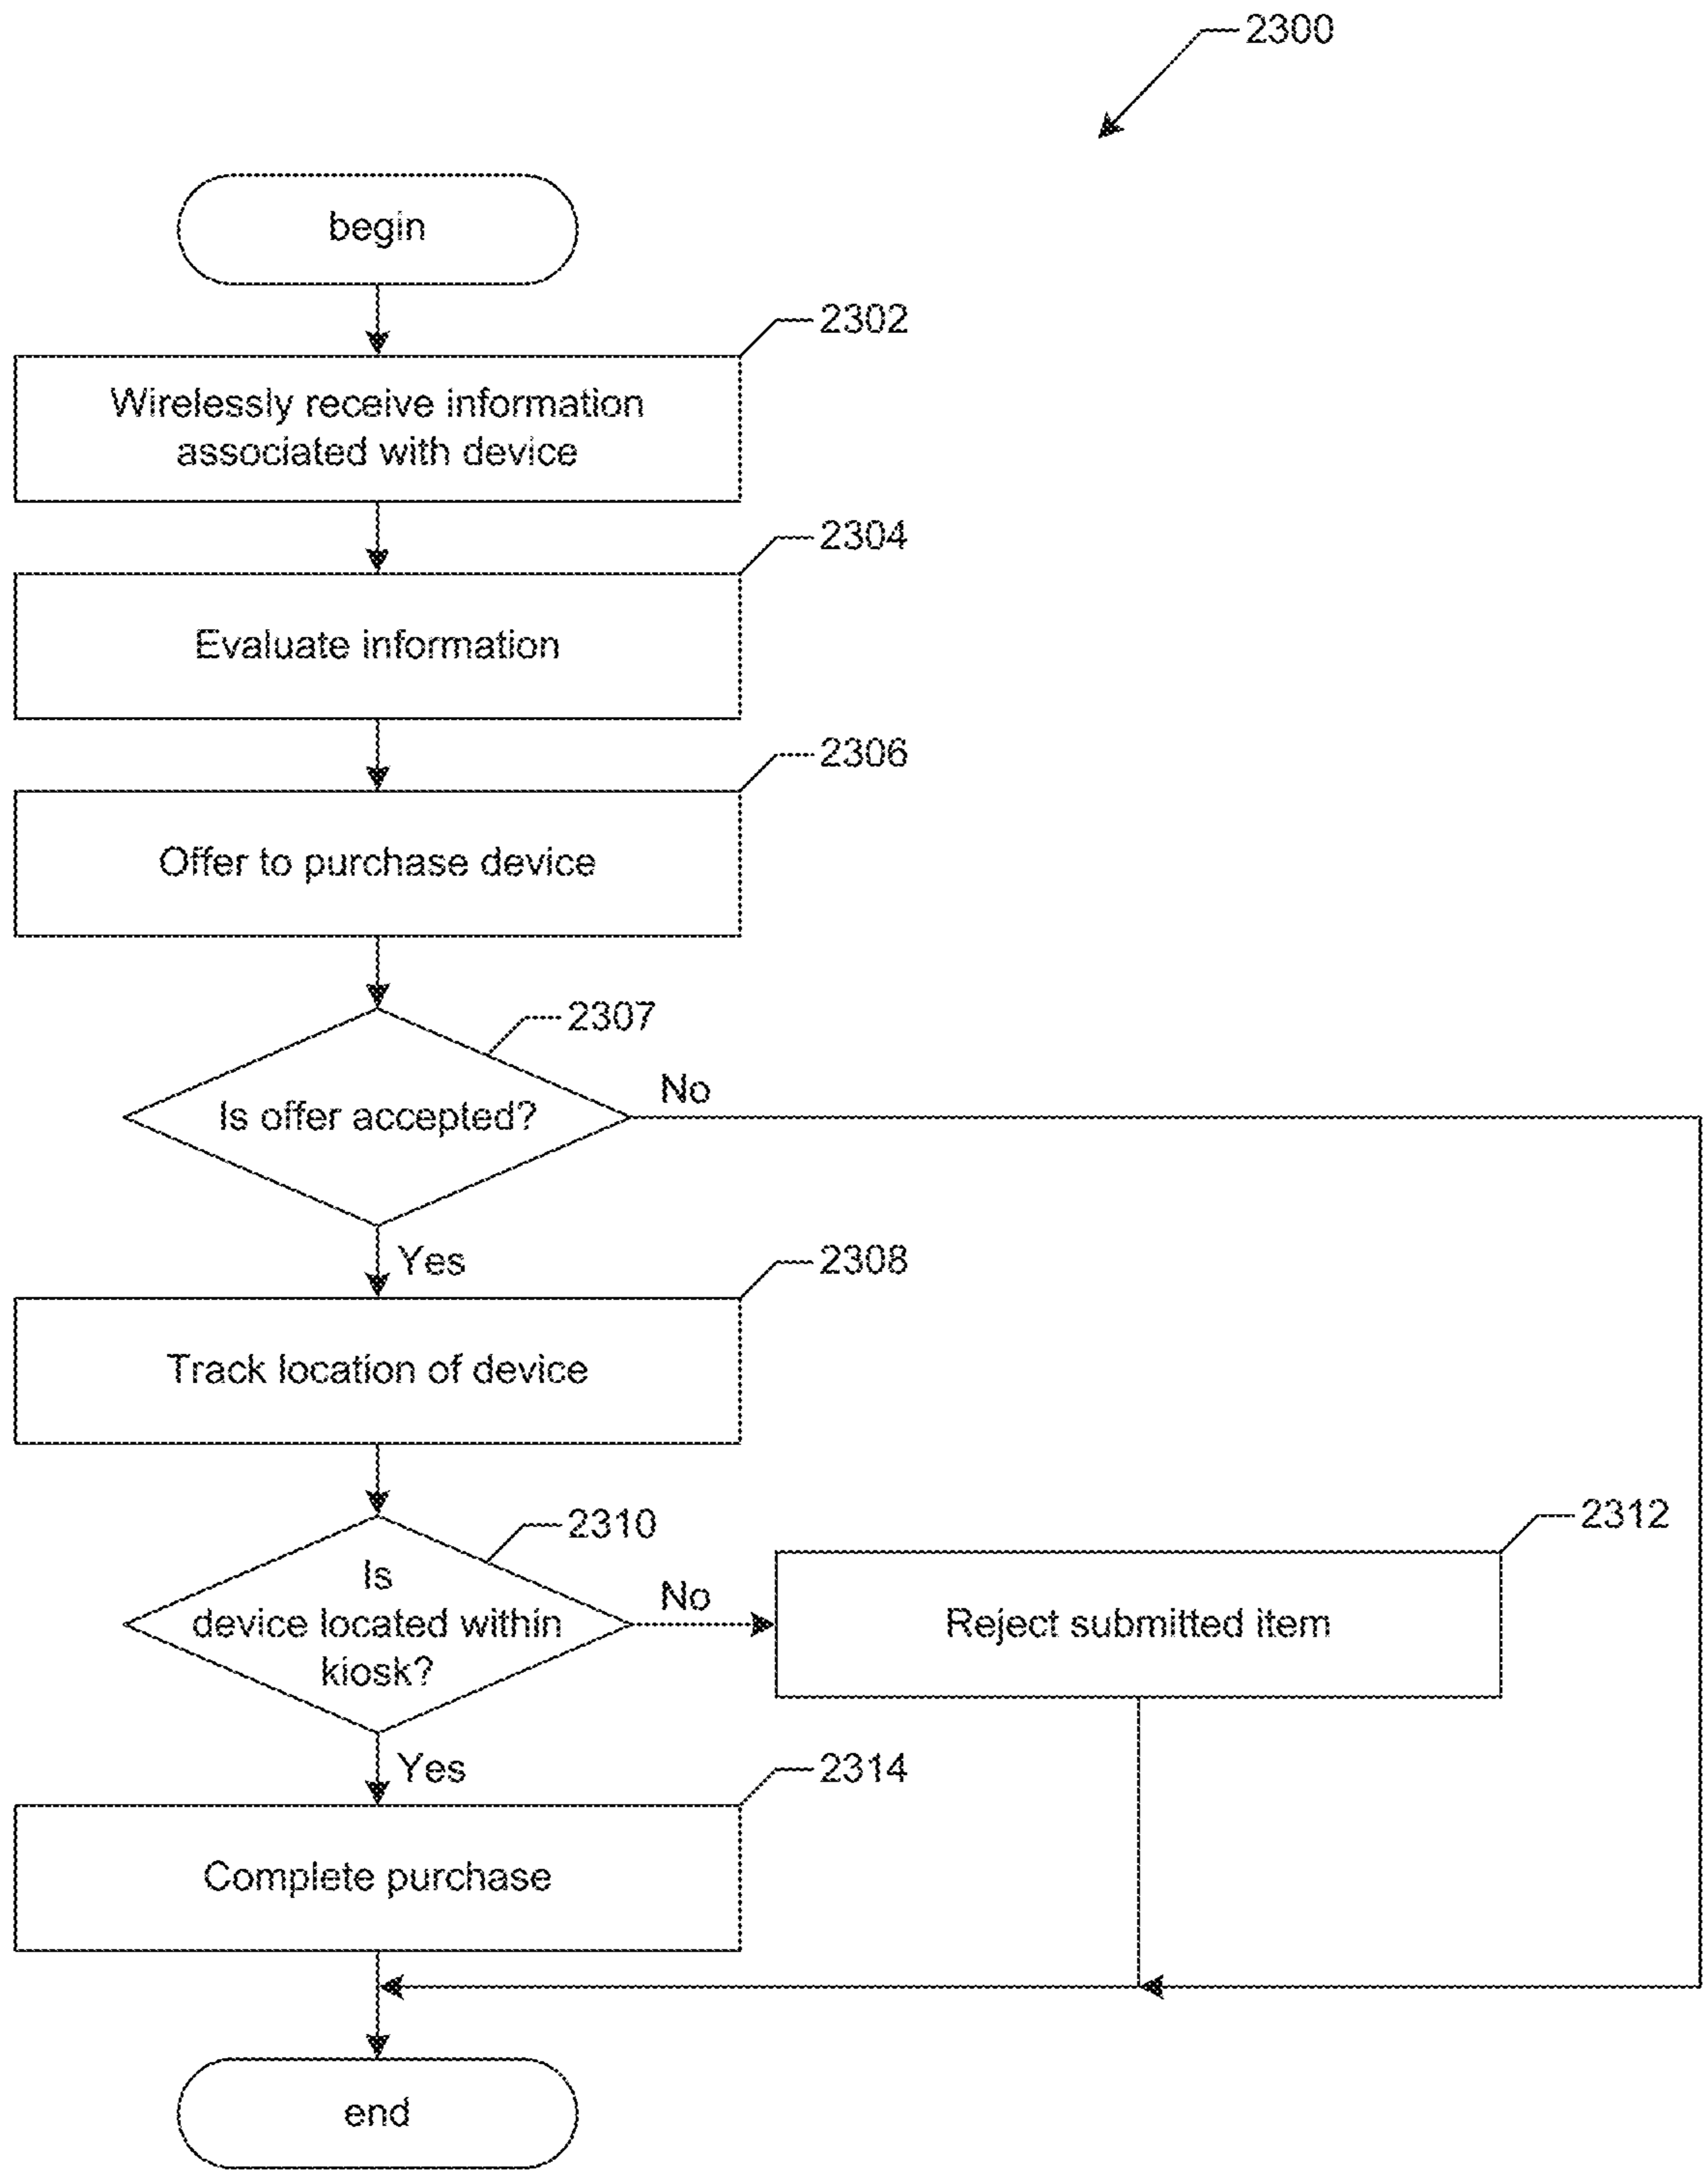 2300
begin
2302
Wirelessly receive information
associated with device
2304
Evaluate information
2306
Offer to purchase device
2307
Is offer accepted?
No
Yes
2308
Track location of device
2310
Is
device located within
kiosk?
No
2312
Reject submitted item
Yes
2314
Complete purchase
end